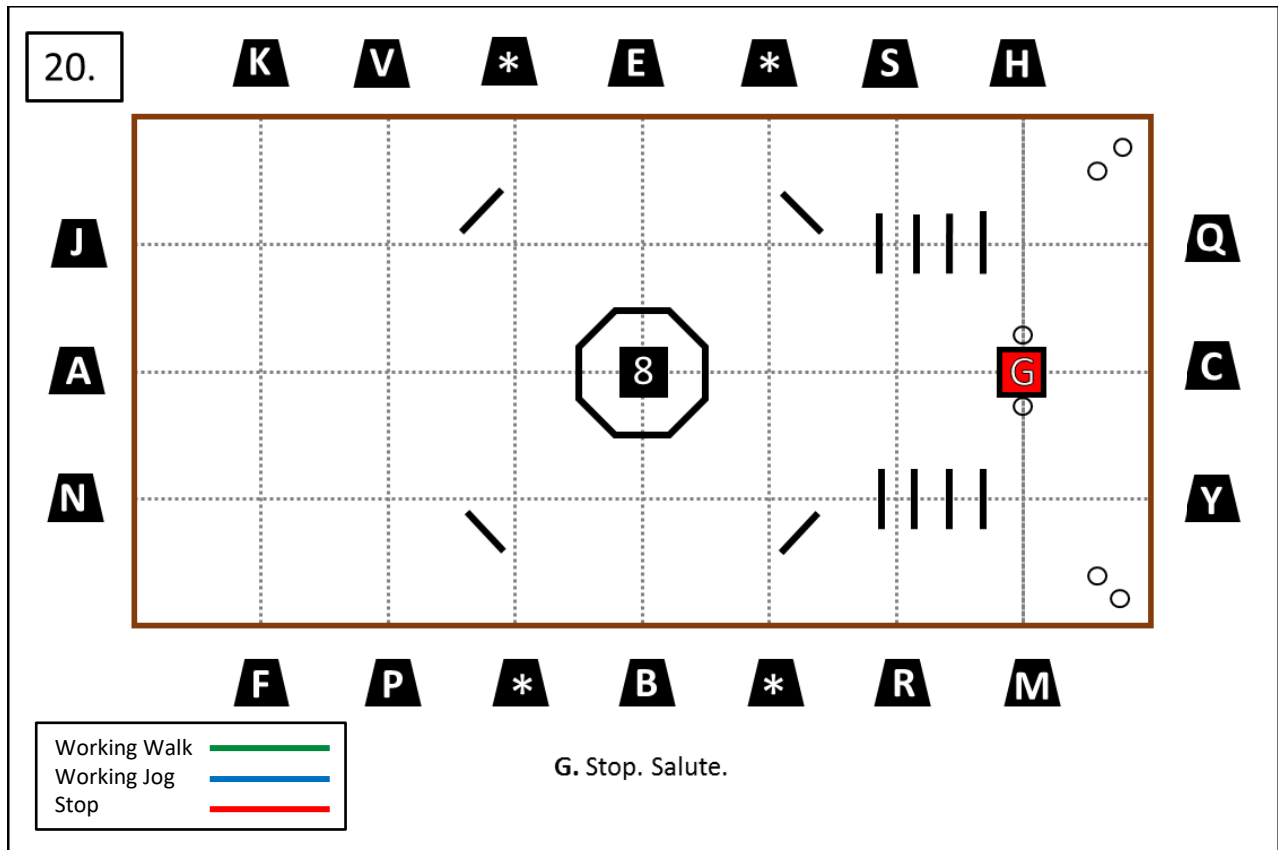 20.
K V * E * S H
J
Q
8
A
G
C
N
Y
F P * B * R M
Working Walk
Working Jog
Stop
G. Stop. Salute.